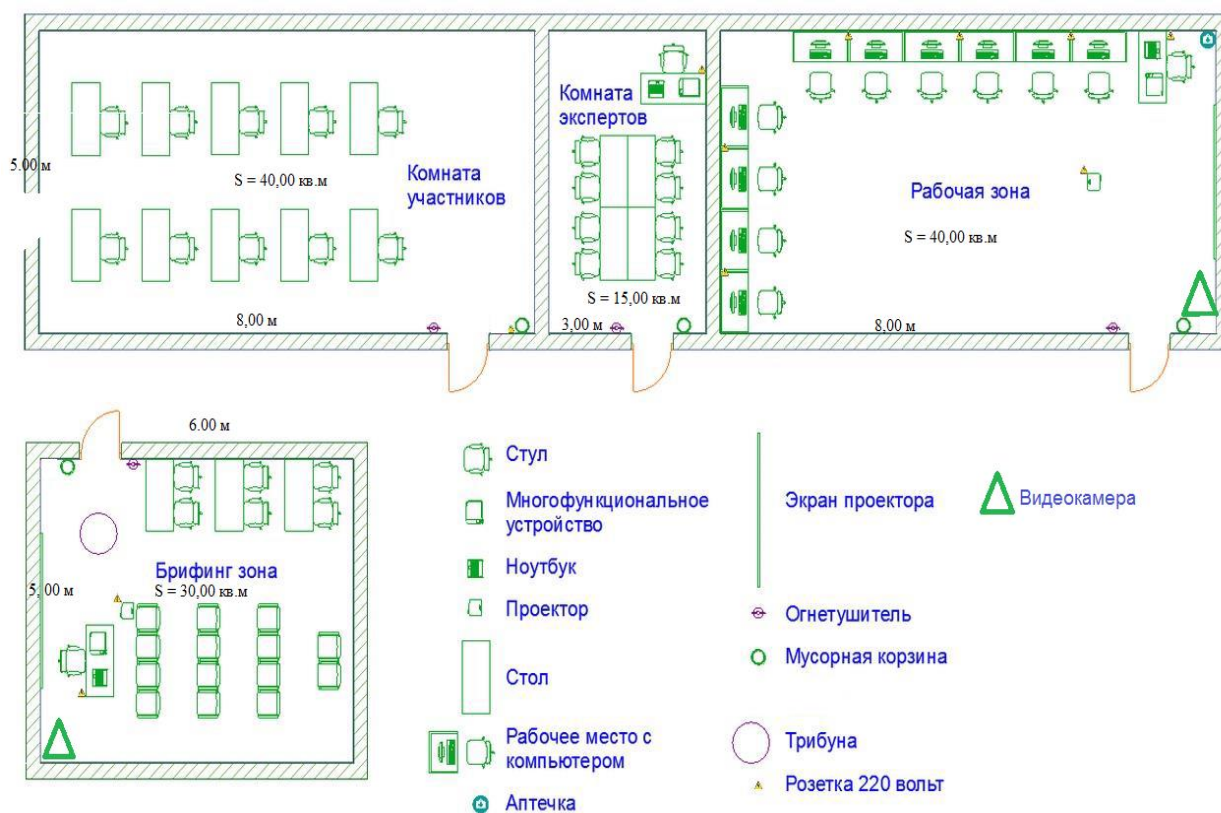 Комната
экспертов
5.00 м
S = 40,00 кв.м
Комната
участников
Рабочая зона
S = 40,00 кв.м
S = 15,00 кв.м
8,00 м
3,00 м
8,00 м
6.00 м
Стул
Многофункциональное
устройство
Экран проектора
Видеокамера
Ноутбук
Брифинг зона
5,00 м
S = 30,00 кв.м
Проектор
Огнетушитель
Мусорная корзина
Стол
Рабочее место с
компьютером
Трибуна
Розетка 220 вольт
Аптечка